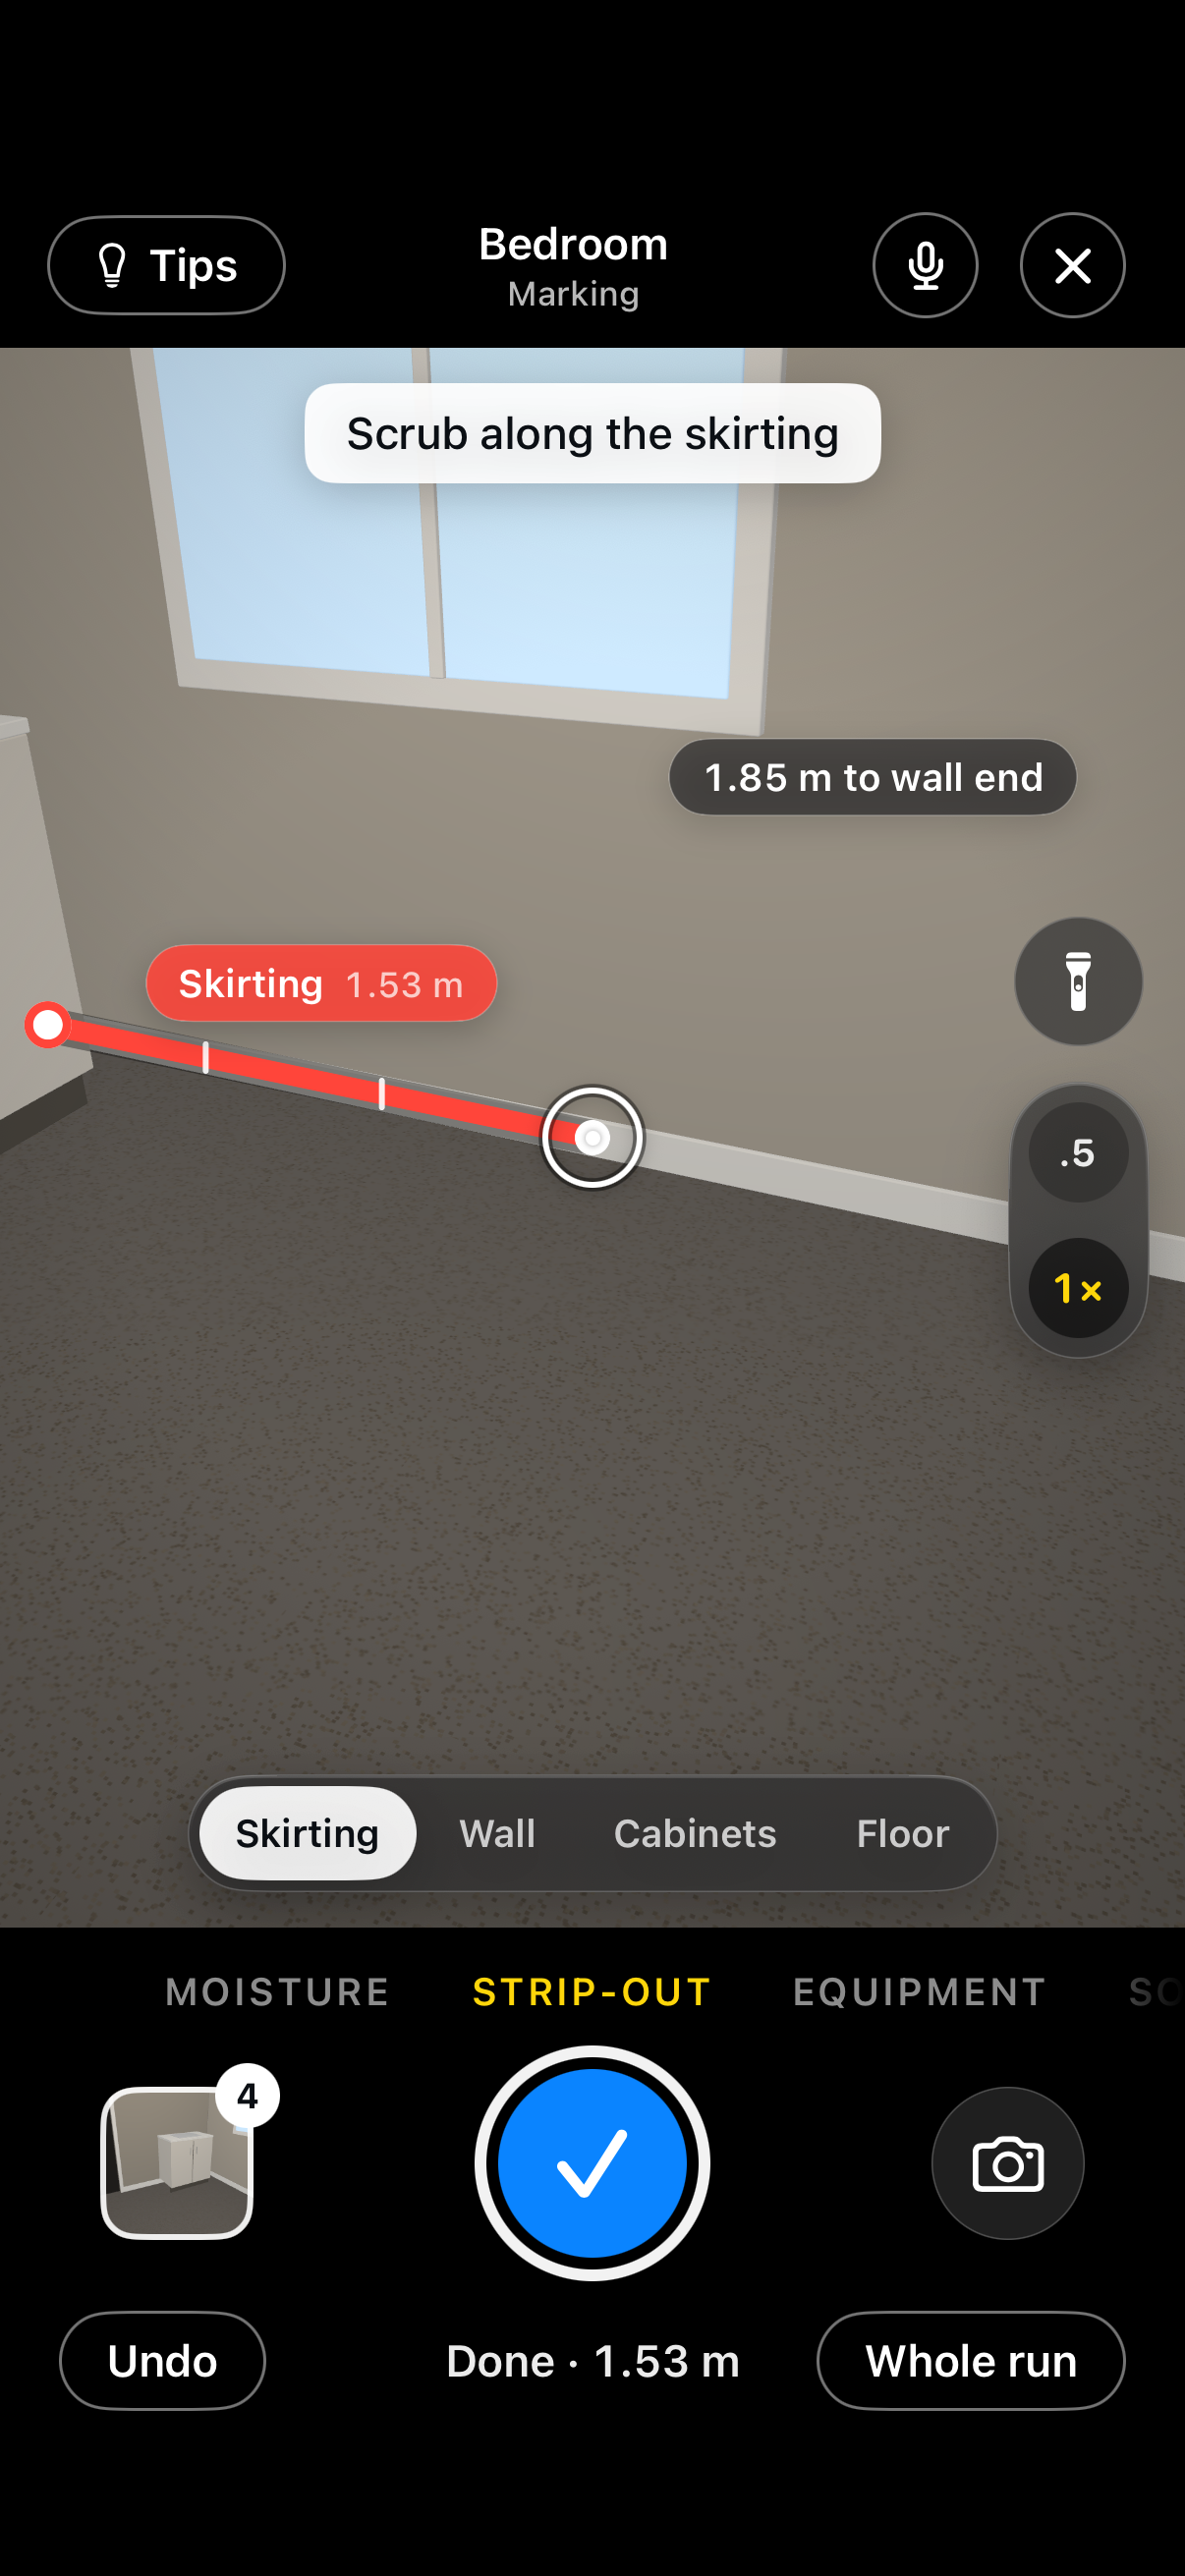 Tips
Bedroom
Marking
Scrub along the skirting
1.85 m to wall end
Skirting 1.53 m
.5
1×
Skirting Wall Cabinets Floor
MOISTURE STRIP-OUT EQUIPMENT
4
Undo Done · 1.53 m Whole run